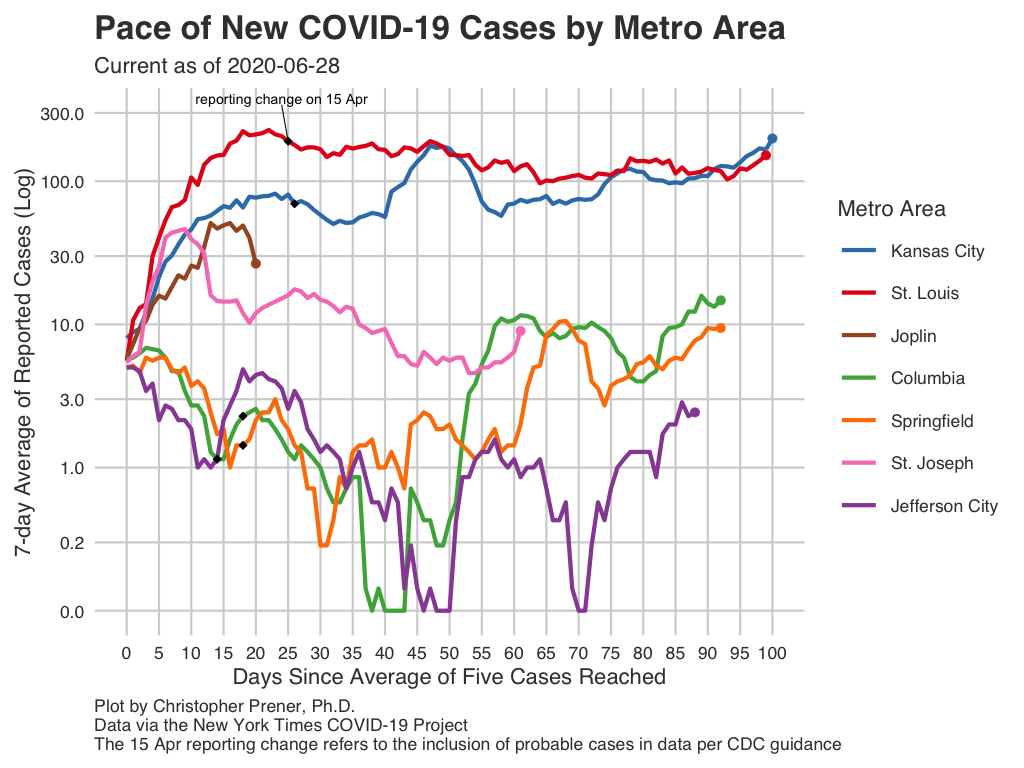 Pace of New COVID-19 Cases by Metro Area
Current as of 2020-06-28
reporting change on 15 Apr
300.0
100.0
30.0
10.0
3.0
1.0
0.2
0.0
7-day Average of Reported Cases (Log)
0 5 10 15 20 25 30 35 40 45 50 55 60 65 70 75 80 85 90 95 100
Days Since Average of Five Cases Reached
Metro Area
Kansas City
St. Louis
Joplin
Columbia
Springfield
St. Joseph
Jefferson City
Plot by Christopher Prener, Ph.D.
Data via the New York Times COVID-19 Project
The 15 Apr reporting change refers to the inclusion of probable cases in data per CDC guidance